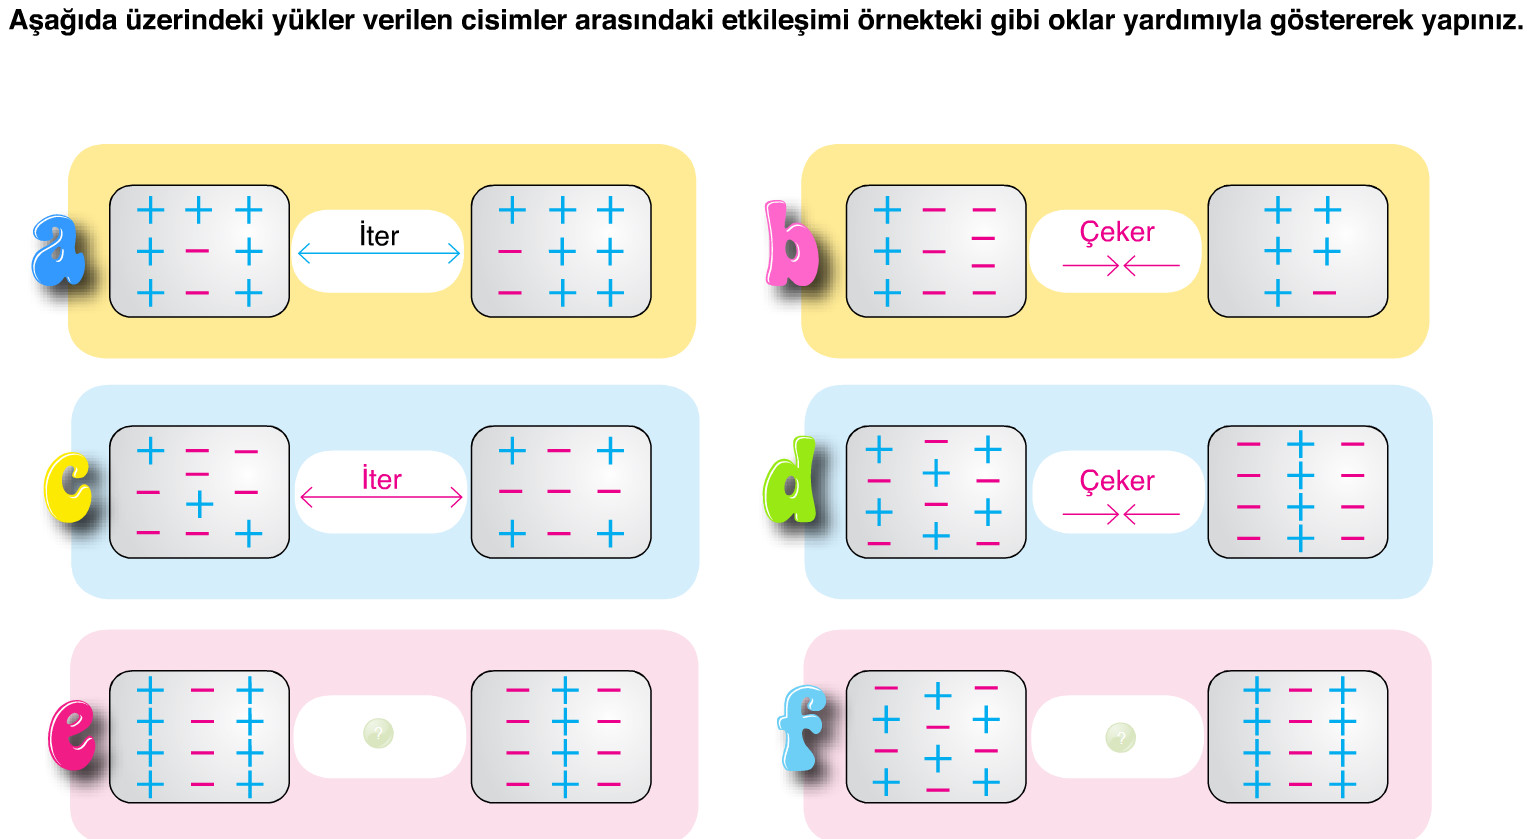 Aşağıda üzerindeki yükler verilen cisimler arasındaki etkileşimi örnekteki gibi oklar yardımıyla göstererek yapınız.
a
+ + +
+ − +
+ − +
İter
+ + +
− + +
− + +
b
+ − −
−
+ −
−
+ − −
Çeker
+ +
+ +
+ −
c
+ − −
−
− −
+
− − +
İter
+ − +
− − −
+ − +
d
+ − +
+
− −
−
+ +
+
− −
Çeker
− + −
− + −
− + −
− + −
e
+ − +
+ − +
+ − +
+ − +
?
− + −
− + −
− + −
− + −
f
− + −
+ +
−
− −
+
+ +
−
?
+ − +
+ − +
+ − +
+ − +